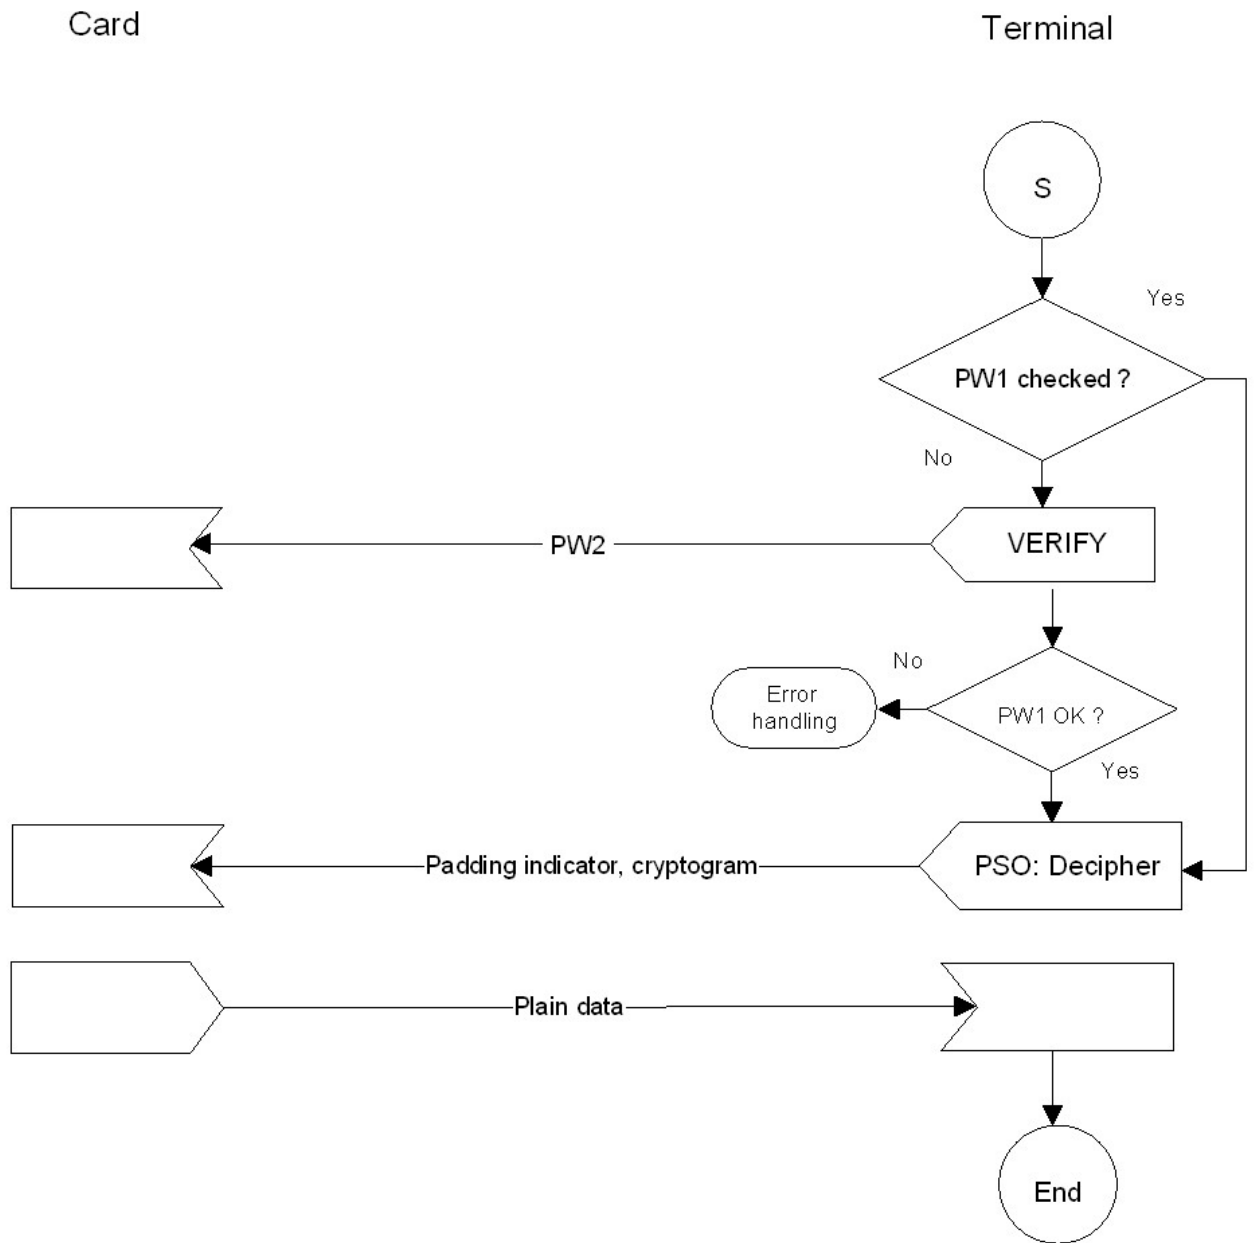 Card
Terminal
S
Yes
PW1 checked ?
No
PW2
VERIFY
No
Error
handling
PW1 OK ?
Yes
Padding indicator, cryptogram
PSO: Decipher
Plain data
End